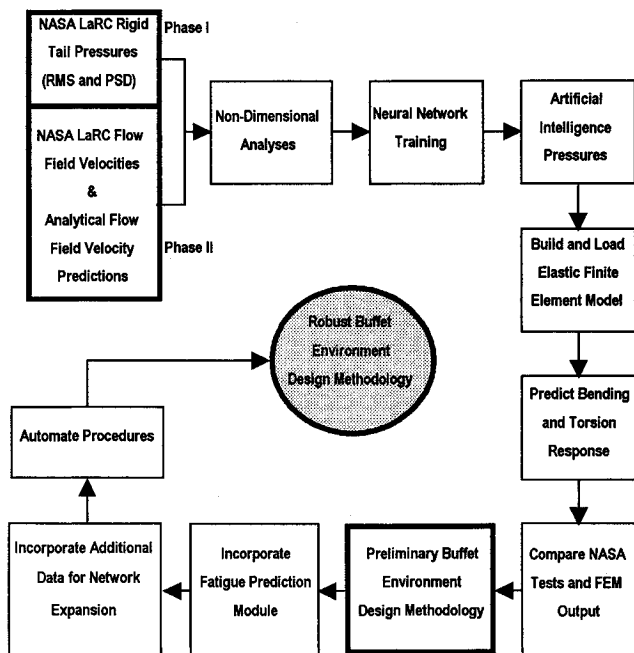 NASA LaRC Rigid
Tail Pressures
(RMS and PSD)
Phase I
NASA LaRC Flow
Field Velocities
&
Analytical Flow
Field Velocity
Predictions
Phase II
Non-Dimensional
Analyses
Neural Network
Training
Artificial
Intelligence
Pressures
Build and Load
Elastic Finite
Element Model
Predict Bending
and Torsion
Response
Compare NASA
Tests and FEM
Output
Preliminary Buffet
Environment
Design Methodology
Incorporate
Fatigue Prediction
Module
Incorporate Additional
Data for Network
Expansion
Automate Procedures
Robust Buffet
Environment
Design Methodology